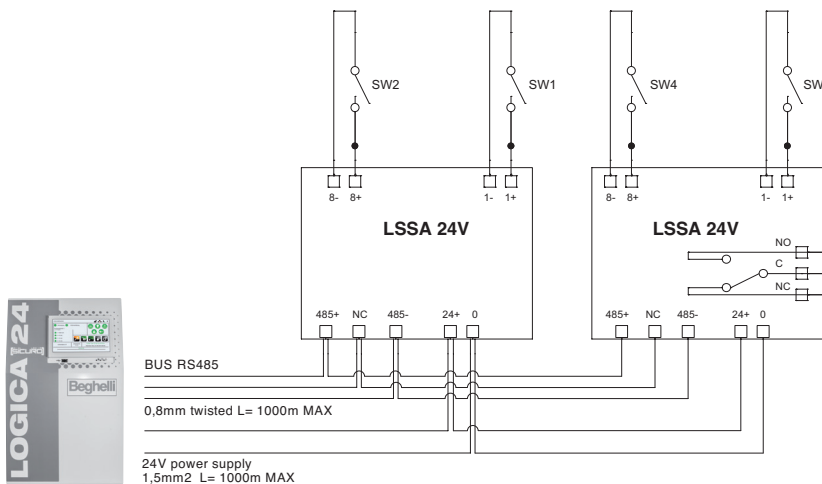 SW2
SW1
SW4
SW
8- 8+
1- 1+
8- 8+
1- 1+
LSSA 24V
LSSA 24V
NO
C
NC
485+ NC 485- 24+ 0
485+ NC 485- 24+ 0
LOGICA 24
Beghelli
BUS RS485
0,8mm twisted L= 1000m MAX
24V power supply
1,5mm2 L= 1000m MAX